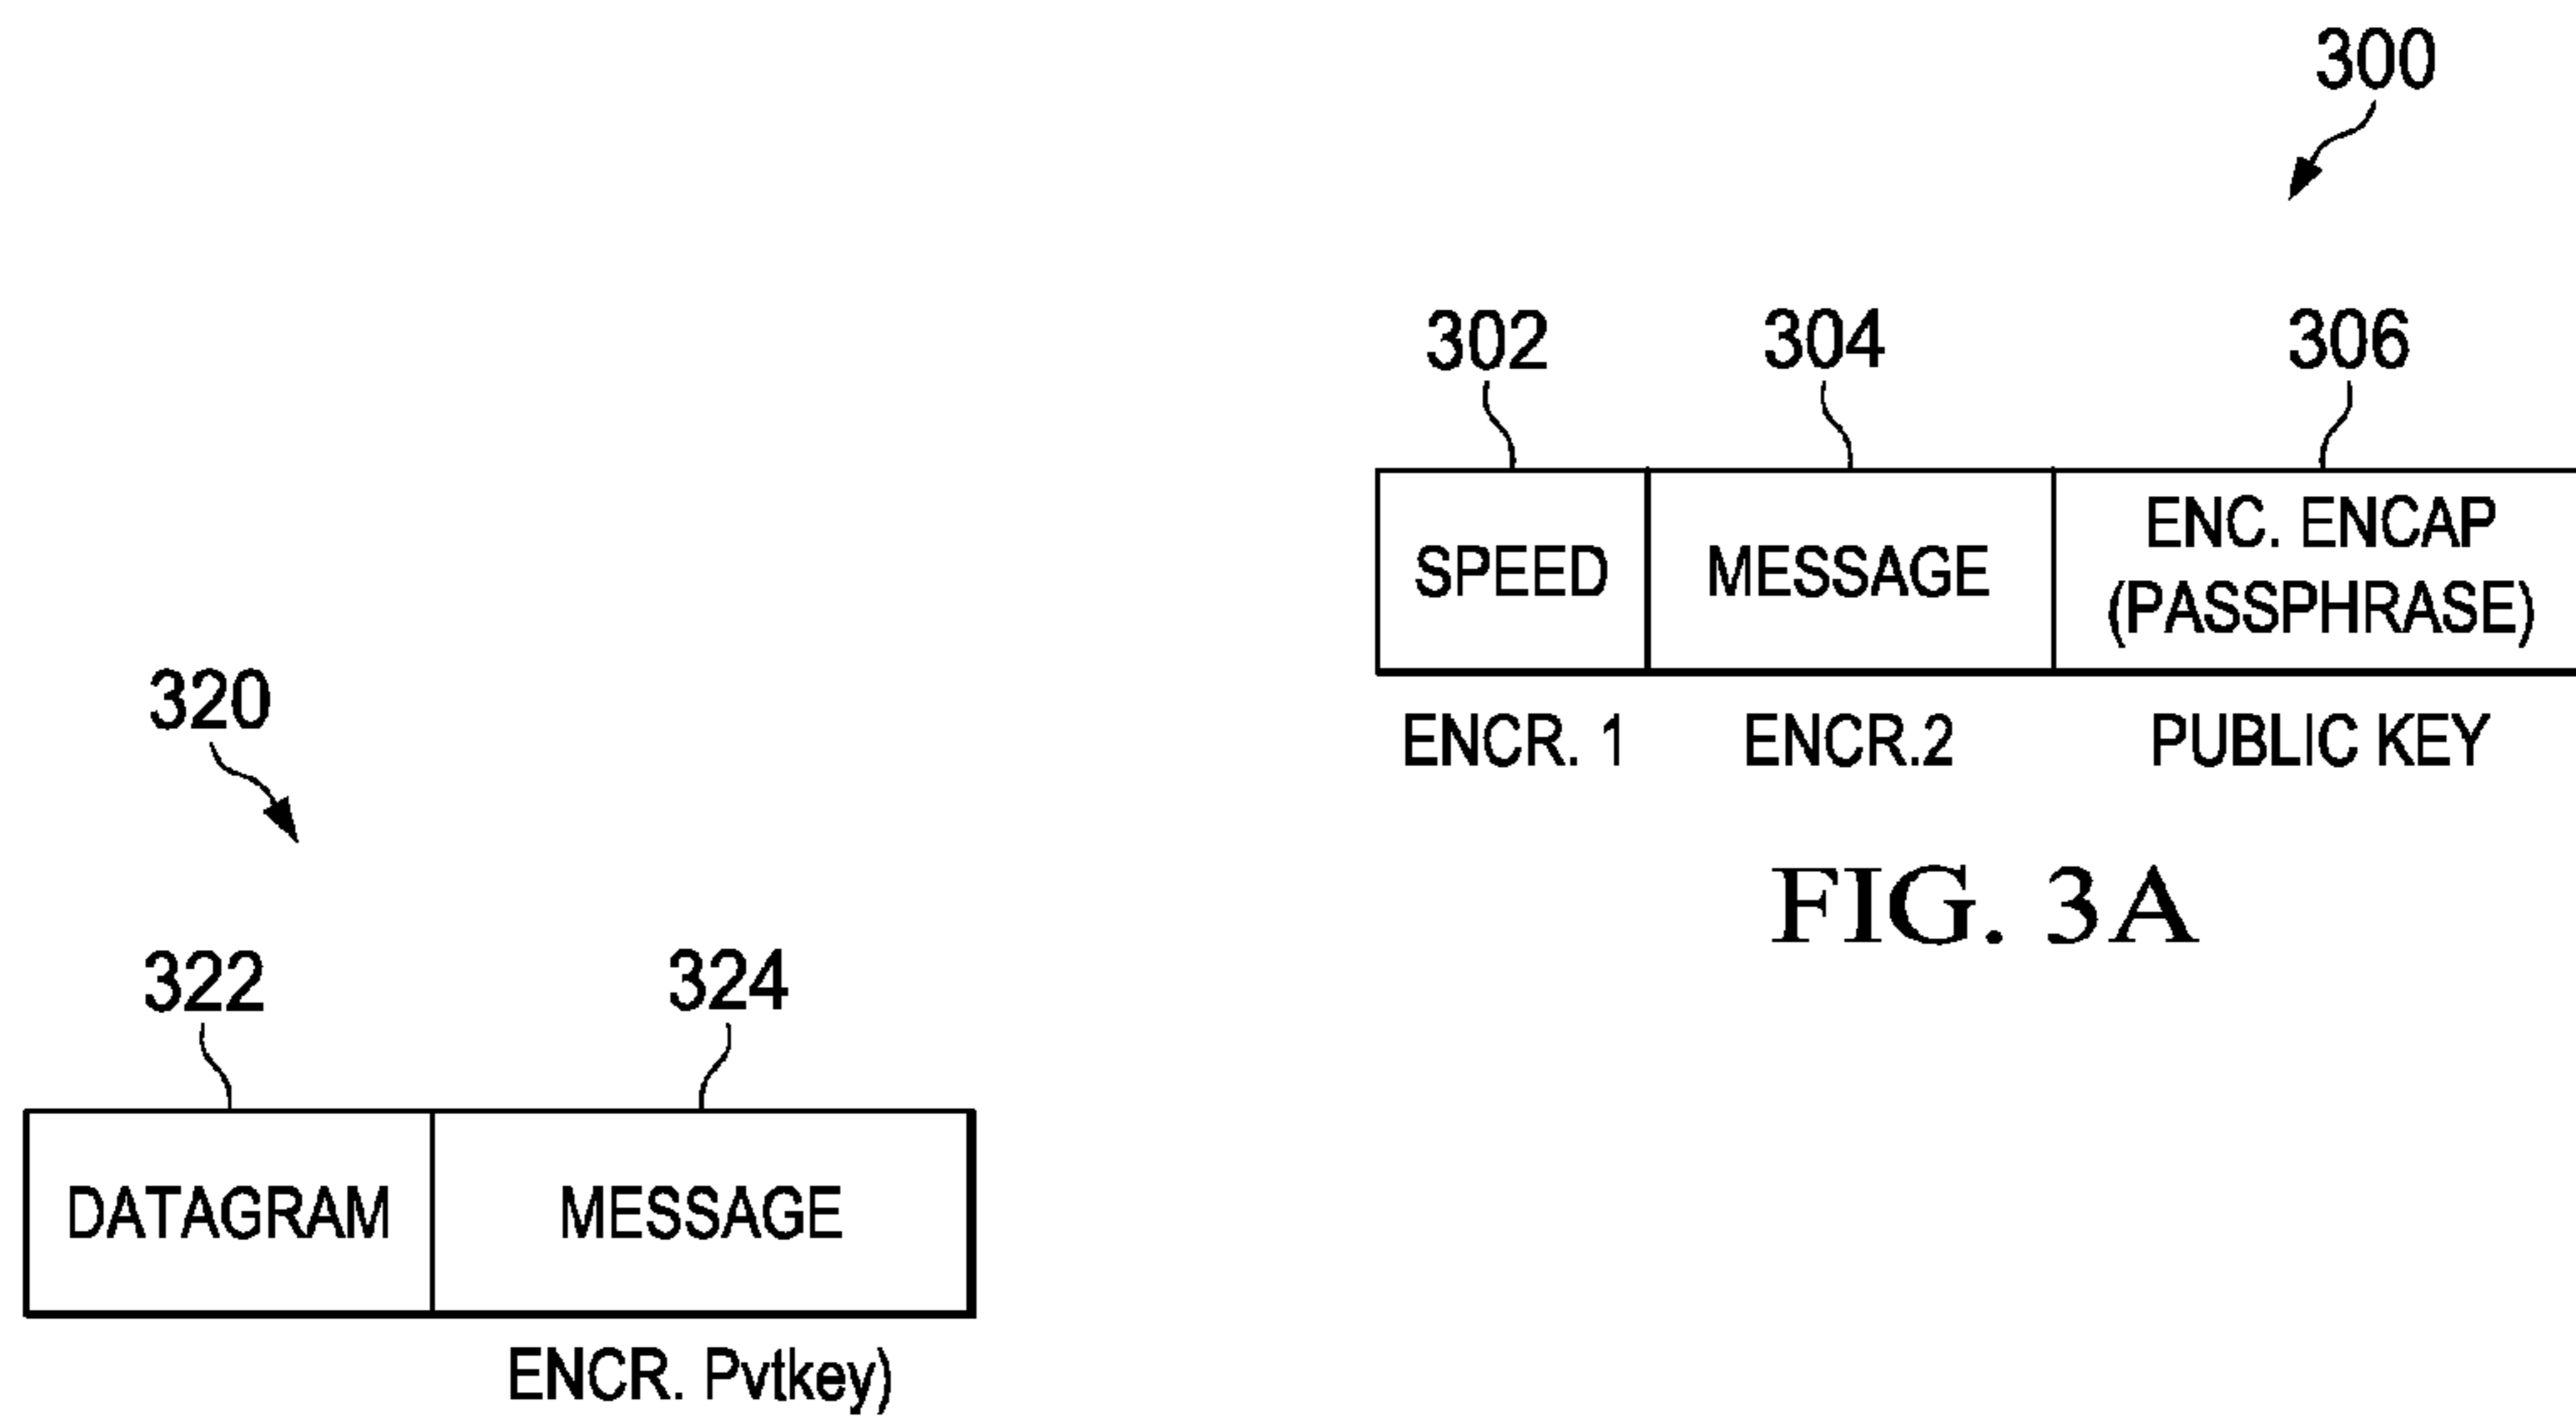 300
302 304 306
SPEED MESSAGE ENC. ENCAP
(PASSPHRASE)
ENCR. 1 ENCR.2 PUBLIC KEY
FIG. 3A
320
322 324
DATAGRAM MESSAGE
ENCR. Pvtkey)